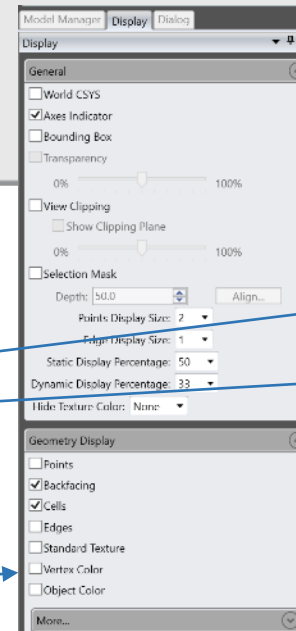 Model Manager Display Dialog
Display
General
World CSYS
Axes Indicator
Bounding Box
Transparency
0% 100%
View Clipping
Show Clipping Plane
0% 100%
Selection Mask
Depth: 50.0 Align...
Points Display Size: 2
Edge Display Size: 1
Static Display Percentage: 50
Dynamic Display Percentage: 33
Hide Texture Color: None
Geometry Display
Points
Backfacing
Cells
Edges
Standard Texture
Vertex Color
Object Color
More...